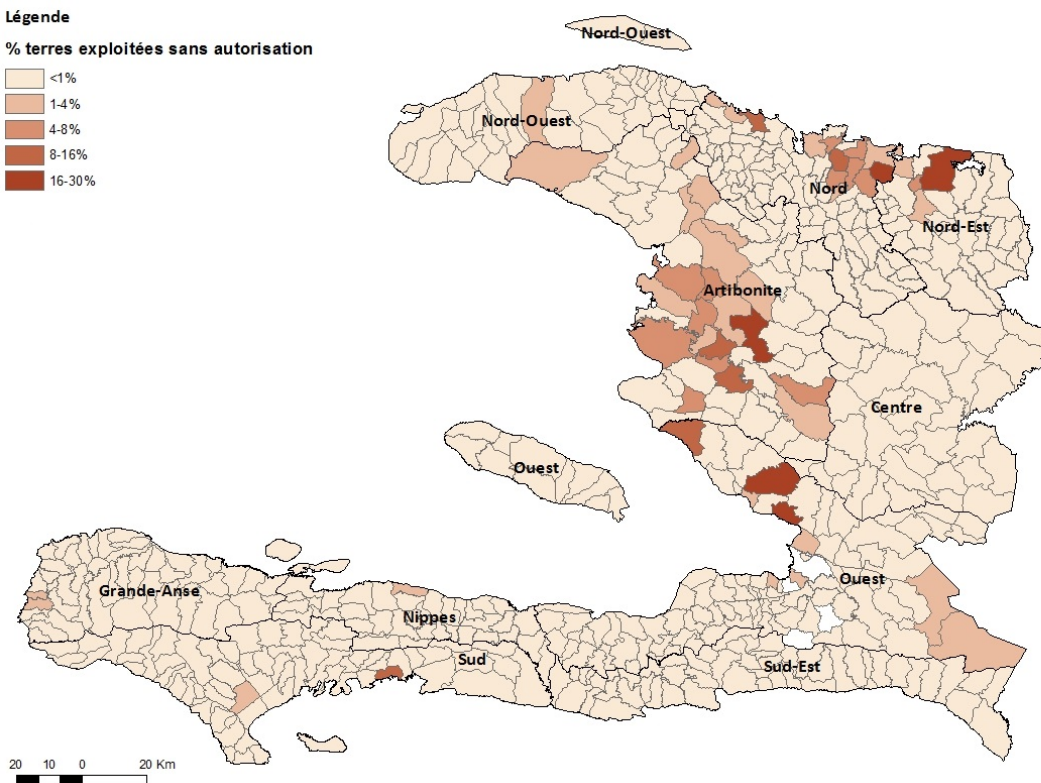 Légende
% terres exploitées sans autorisation
<1%
1-4%
4-8%
8-16%
16-30%
Nord-Ouest
Nord-Ouest
Nord
Nord-Est
Artibonite
Centre
Ouest
Ouest
Grande-Anse
Nippes
Sud
Sud-Est
20 10 0 20 Km